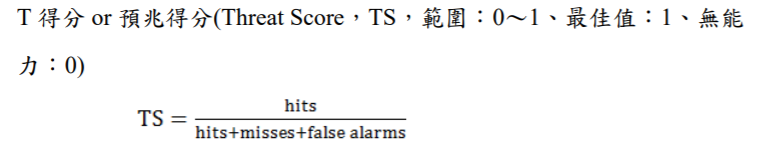 T 得分 or 預兆得分(Threat Score，TS，範圍：0～1、最佳值：1、無能
力：0)
TS = hits / hits+misses+false alarms